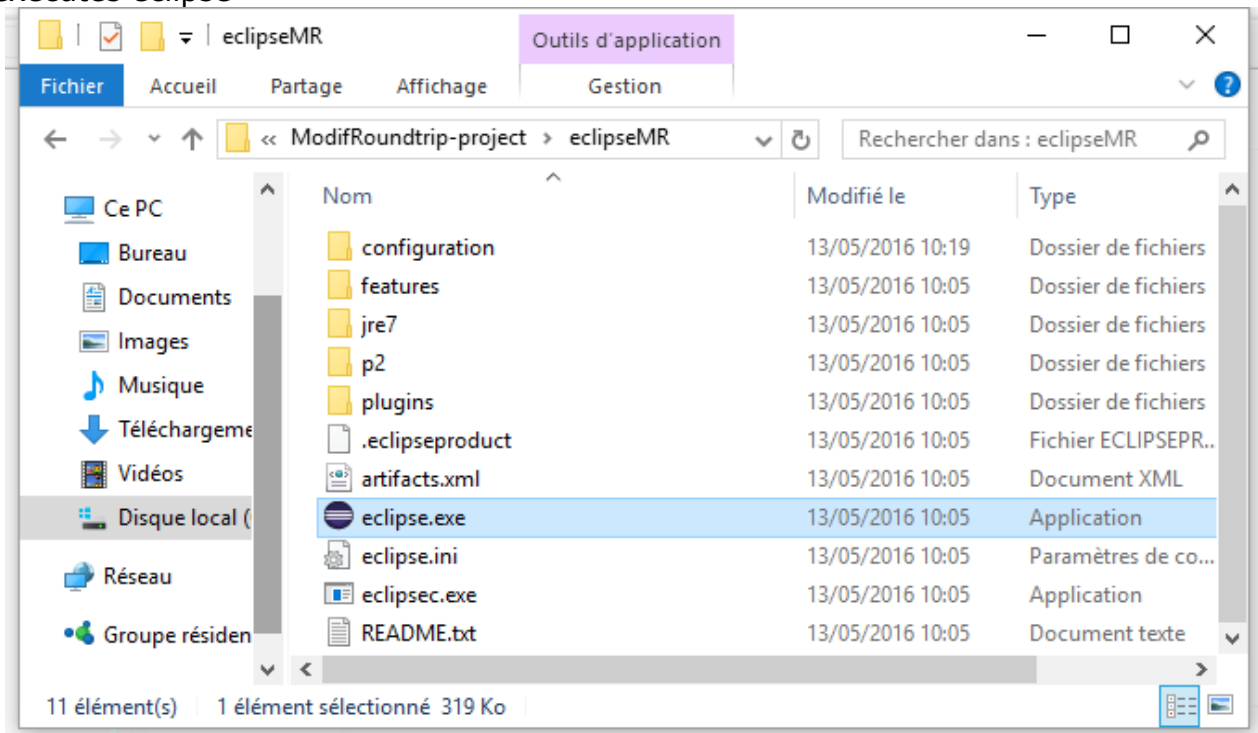 executes eclipse
eclipseMR Outils d'application
Fichier Accueil Partage Affichage Gestion
« ModifRoundtrip-project > eclipseMR Rechercher dans : eclipseMR
Nom Modifié le Type
Ce PC
Bureau
Documents
Images
Musique
Téléchargeme
Vidéos
Disque local (
Réseau
Groupe résiden
configuration 13/05/2016 10:19 Dossier de fichiers
features 13/05/2016 10:05 Dossier de fichiers
jre7 13/05/2016 10:05 Dossier de fichiers
p2 13/05/2016 10:05 Dossier de fichiers
plugins 13/05/2016 10:05 Dossier de fichiers
.eclipseproduct 13/05/2016 10:05 Fichier ECLIPSEPR...
artifacts.xml 13/05/2016 10:05 Document XML
eclipse.exe 13/05/2016 10:05 Application
eclipse.ini 13/05/2016 10:05 Paramètres de co...
eclipsec.exe 13/05/2016 10:05 Application
README.txt 13/05/2016 10:05 Document texte
11 élément(s) 1 élément sélectionné 319 Ko